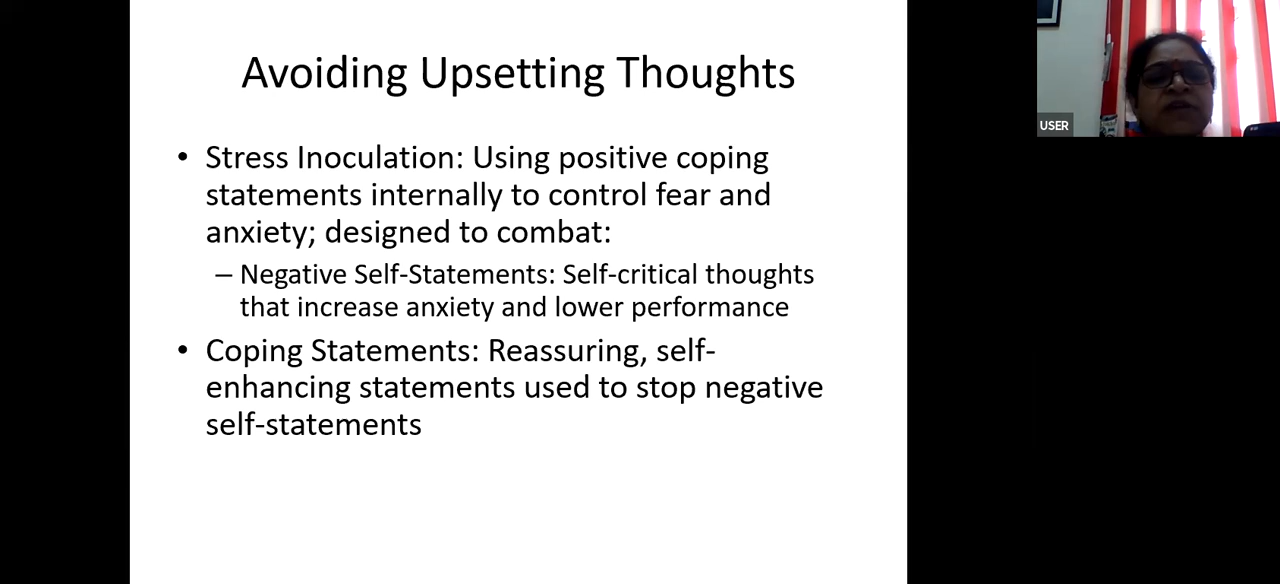 Avoiding Upsetting Thoughts
• Stress Inoculation: Using positive coping
statements internally to control fear and
anxiety; designed to combat:
– Negative Self-Statements: Self-critical thoughts
that increase anxiety and lower performance
• Coping Statements: Reassuring, self-
enhancing statements used to stop negative
self-statements
USER